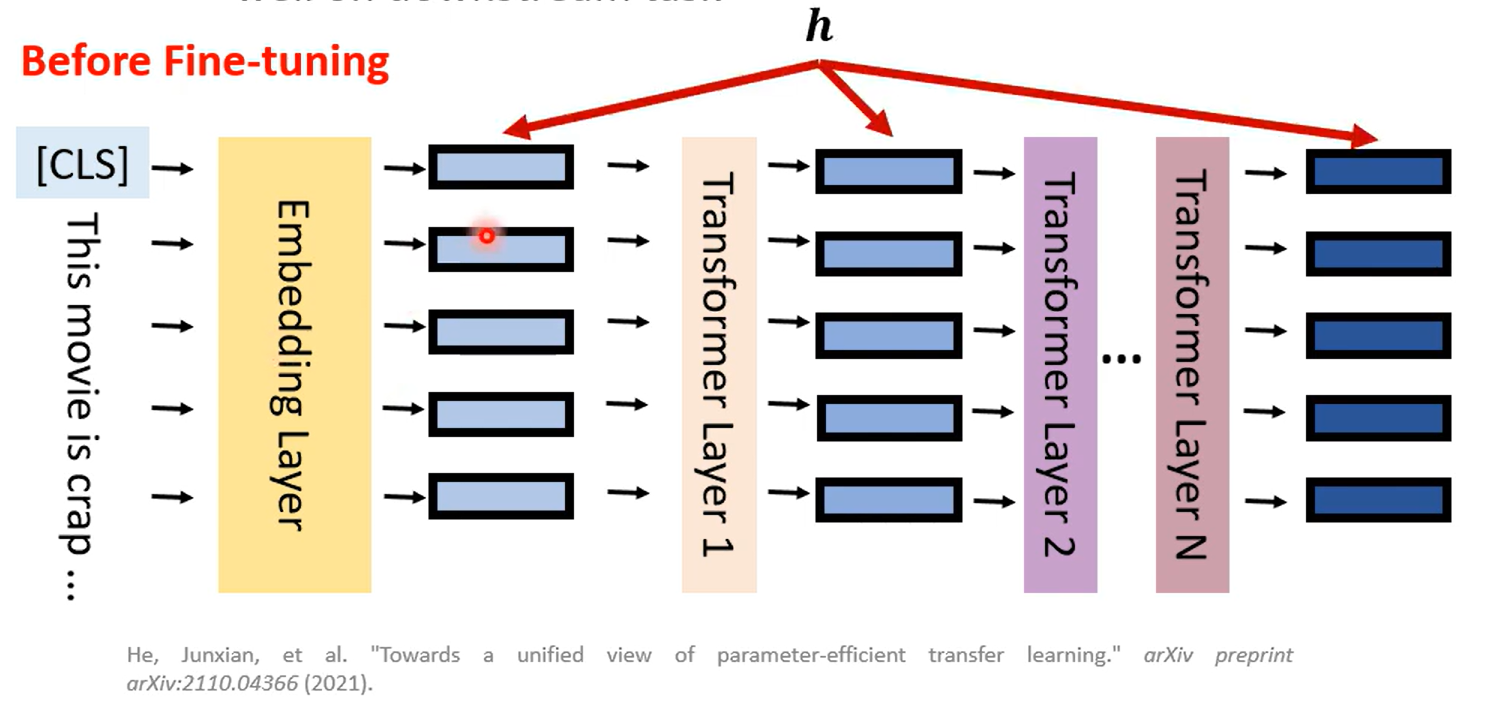 h
Before Fine-tuning
[CLS]
This movie is crap ...
Embedding Layer
Transformer Layer 1
Transformer Layer 2
...
Transformer Layer N
He, Junxian, et al. "Towards a unified view of parameter-efficient transfer learning." arXiv preprint
arXiv:2110.04366 (2021).